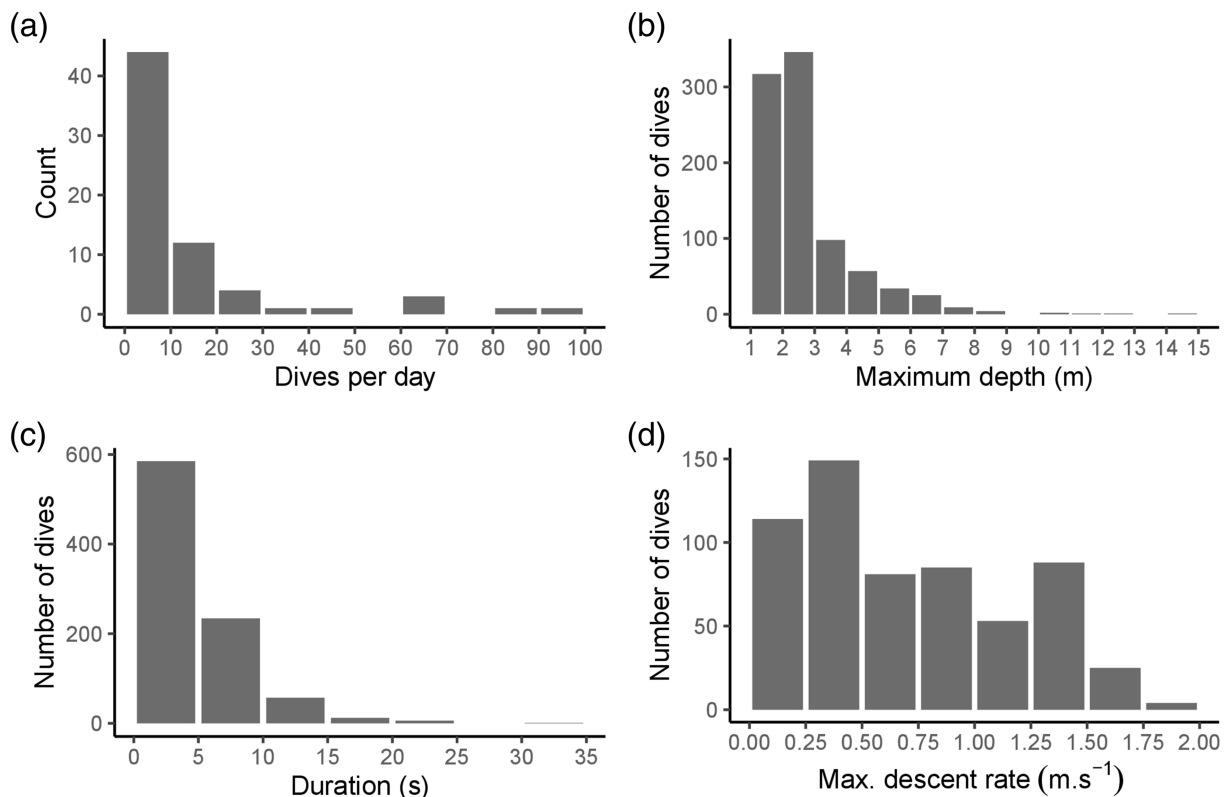 (a)
40
30
20
10
0
Count
0 10 20 30 40 50 60 70 80 90 100
Dives per day
(b)
300
200
100
0
Number of dives
1 2 3 4 5 6 7 8 9 10 11 12 13 14 15
Maximum depth (m)
(c)
600
400
200
0
Number of dives
0 5 10 15 20 25 30 35
Duration (s)
(d)
150
100
50
0
Number of dives
0.00 0.25 0.50 0.75 1.00 1.25 1.50 1.75 2.00
Max. descent rate (m.s⁻¹)